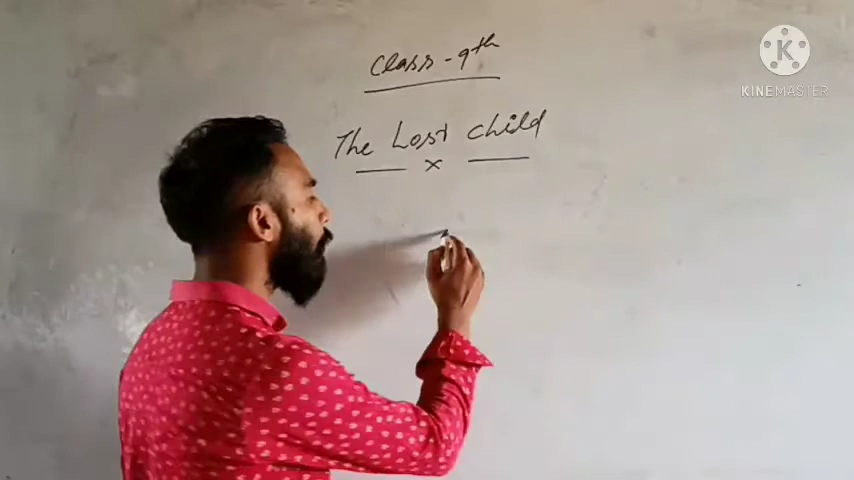 Class - 9th
The Lost child
x
K
KINEMASTER